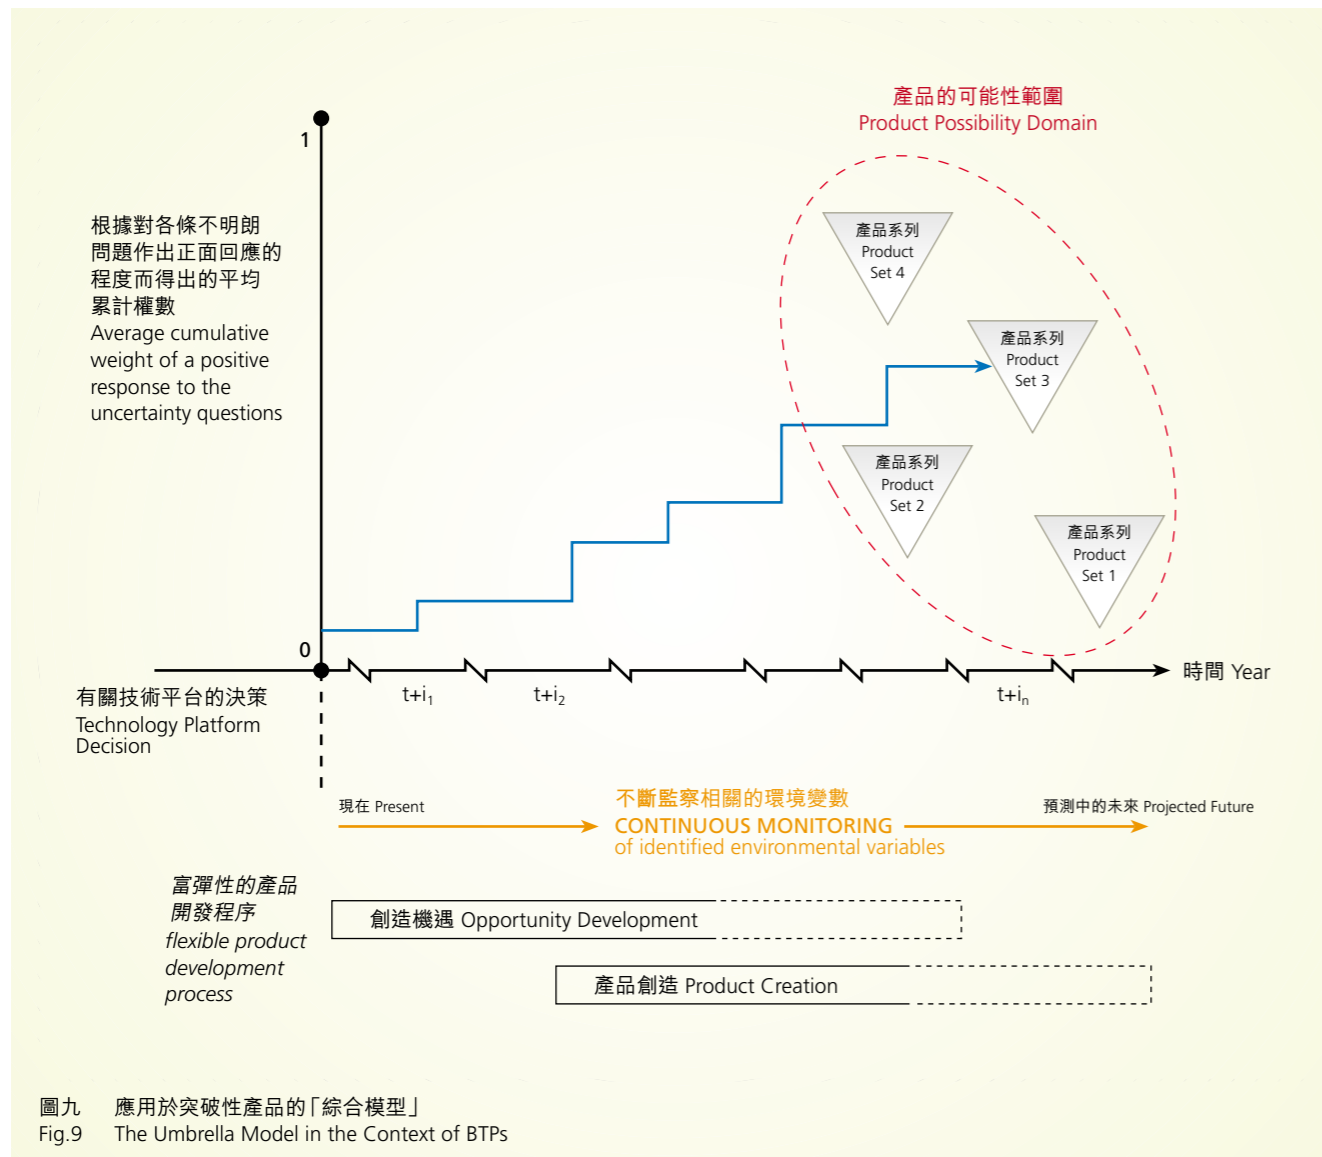 產品的可能性範圍
Product Possibility Domain
1
根據對各條不明朗
問題作出正面回應的
程度而得出的平均
累計權數
Average cumulative
weight of a positive
response to the
uncertainty questions
產品系列
Product
Set 4
產品系列
Product
Set 3
產品系列
Product
Set 2
產品系列
Product
Set 1
0
時間 Year
有關技術平台的決策
Technology Platform
Decision
t+i₁
t+i₂
t+iₙ
現在 Present
不斷監察相關的環境變數
CONTINUOUS MONITORING
of identified environmental variables
預測中的未來 Projected Future
富彈性的產品
開發程序
flexible product
development
process
創造機遇 Opportunity Development
產品創造 Product Creation
圖九 應用於突破性產品的「綜合模型」
Fig.9 The Umbrella Model in the Context of BTPs